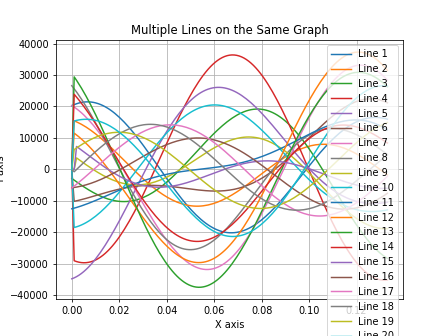 Multiple Lines on the Same Graph
40000
30000
20000
10000
0
−10000
−20000
−30000
−40000
0.00 0.02 0.04 0.06 0.08 0.10
X axis
axis
Line 1
Line 2
Line 3
Line 4
Line 5
Line 6
Line 7
Line 8
Line 9
Line 10
Line 11
Line 12
Line 13
Line 14
Line 15
Line 16
Line 17
Line 18
Line 19
Line 20